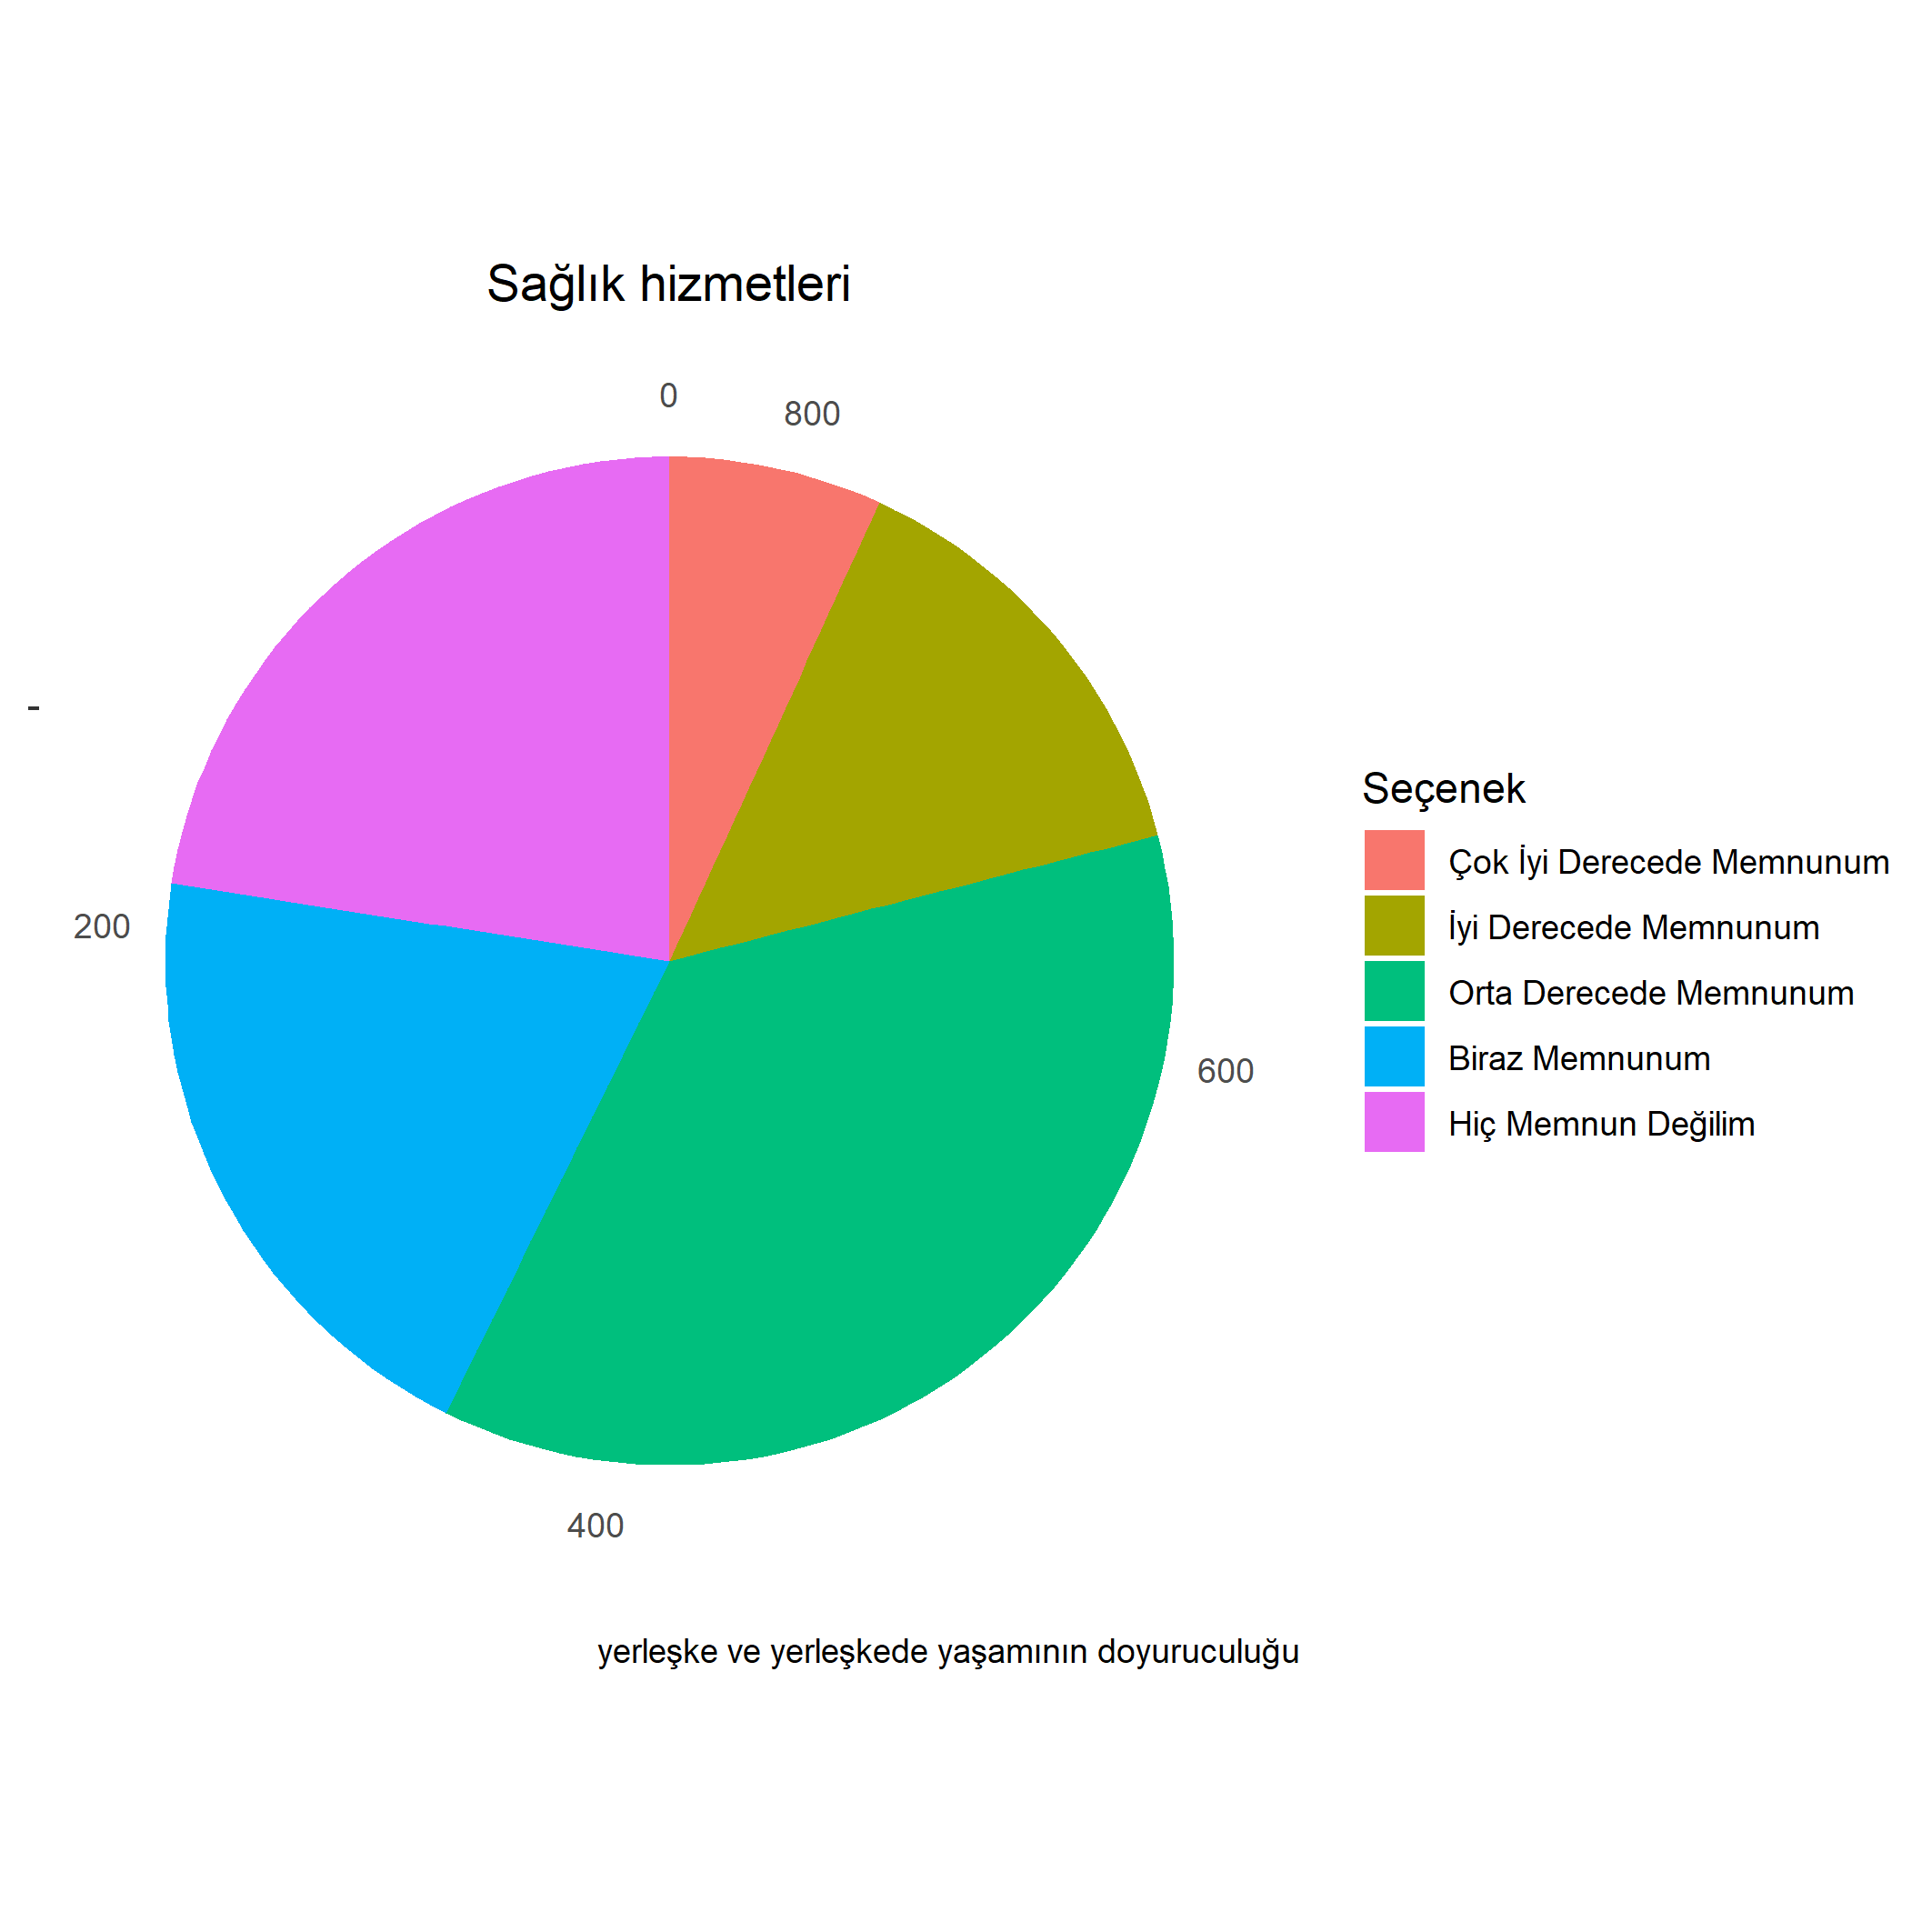 Sağlık hizmetleri
0
800
-
200
600
400
Seçenek
Çok İyi Derecede Memnunum
İyi Derecede Memnunum
Orta Derecede Memnunum
Biraz Memnunum
Hiç Memnun Değilim
yerleşke ve yerleşkede yaşamının doyuruculuğu